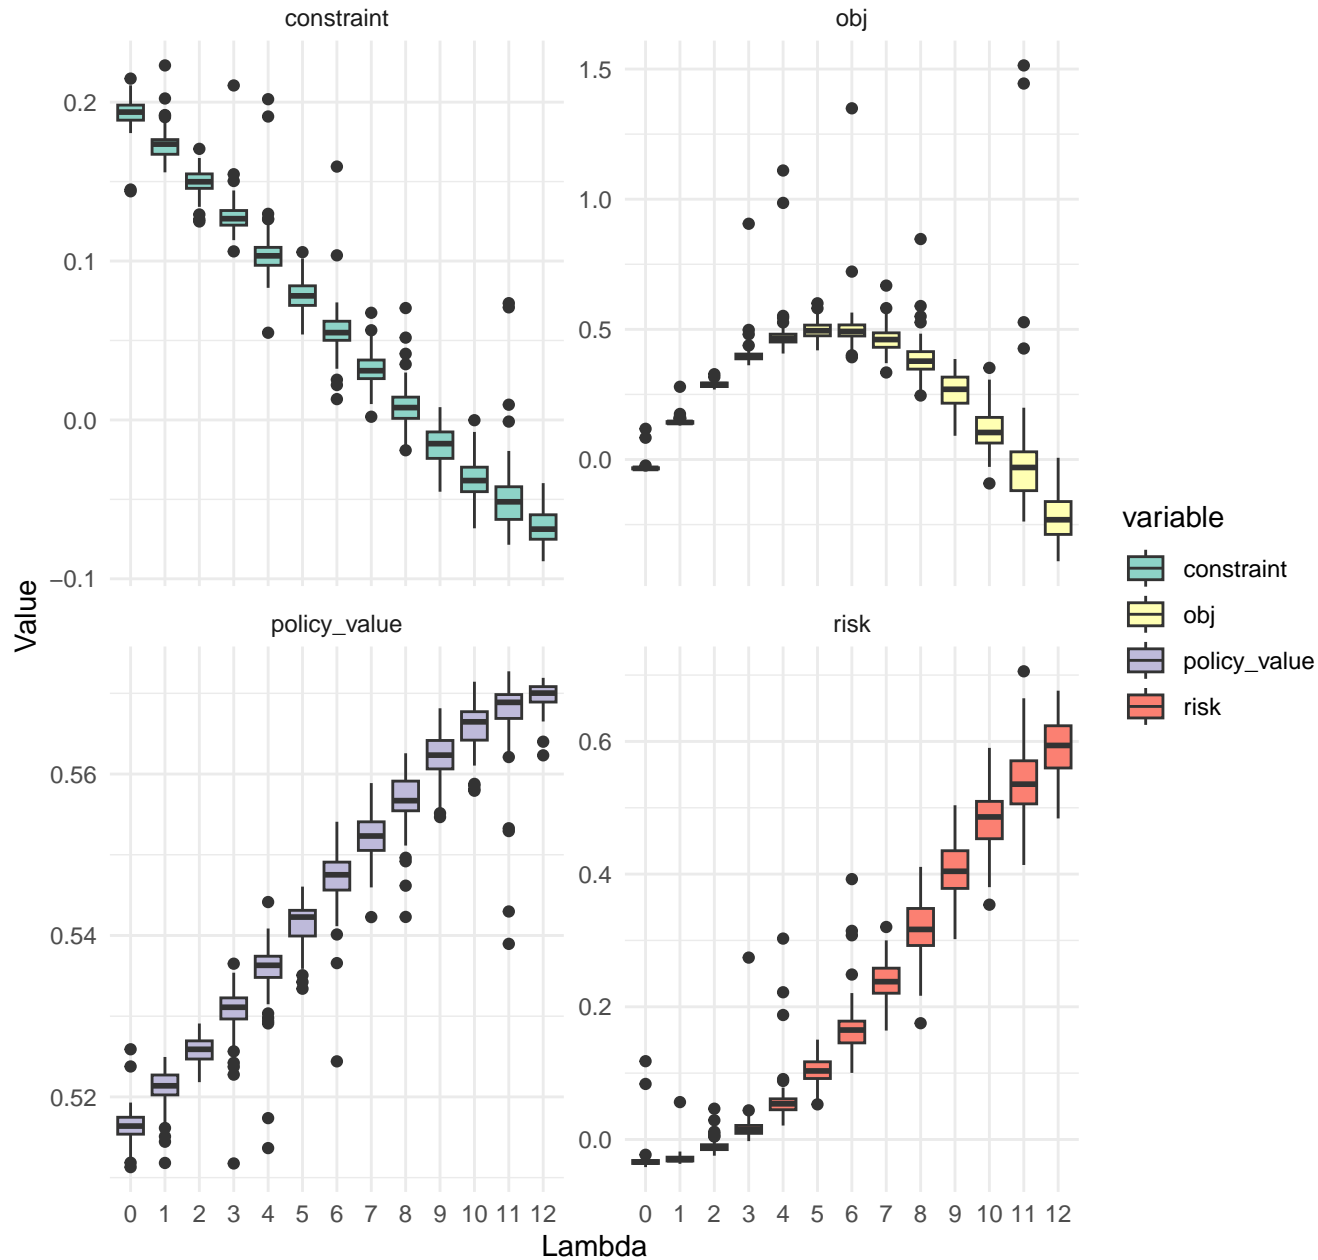 constraint
obj
0.2
0.1
0.0
−0.1
1.5
1.0
0.5
0.0
policy_value
risk
0.56
0.54
0.52
0.6
0.4
0.2
0.0
0 1 2 3 4 5 6 7 8 9 10 11 12
0 1 2 3 4 5 6 7 8 9 10 11 12
Lambda
Value
variable
constraint
obj
policy_value
risk